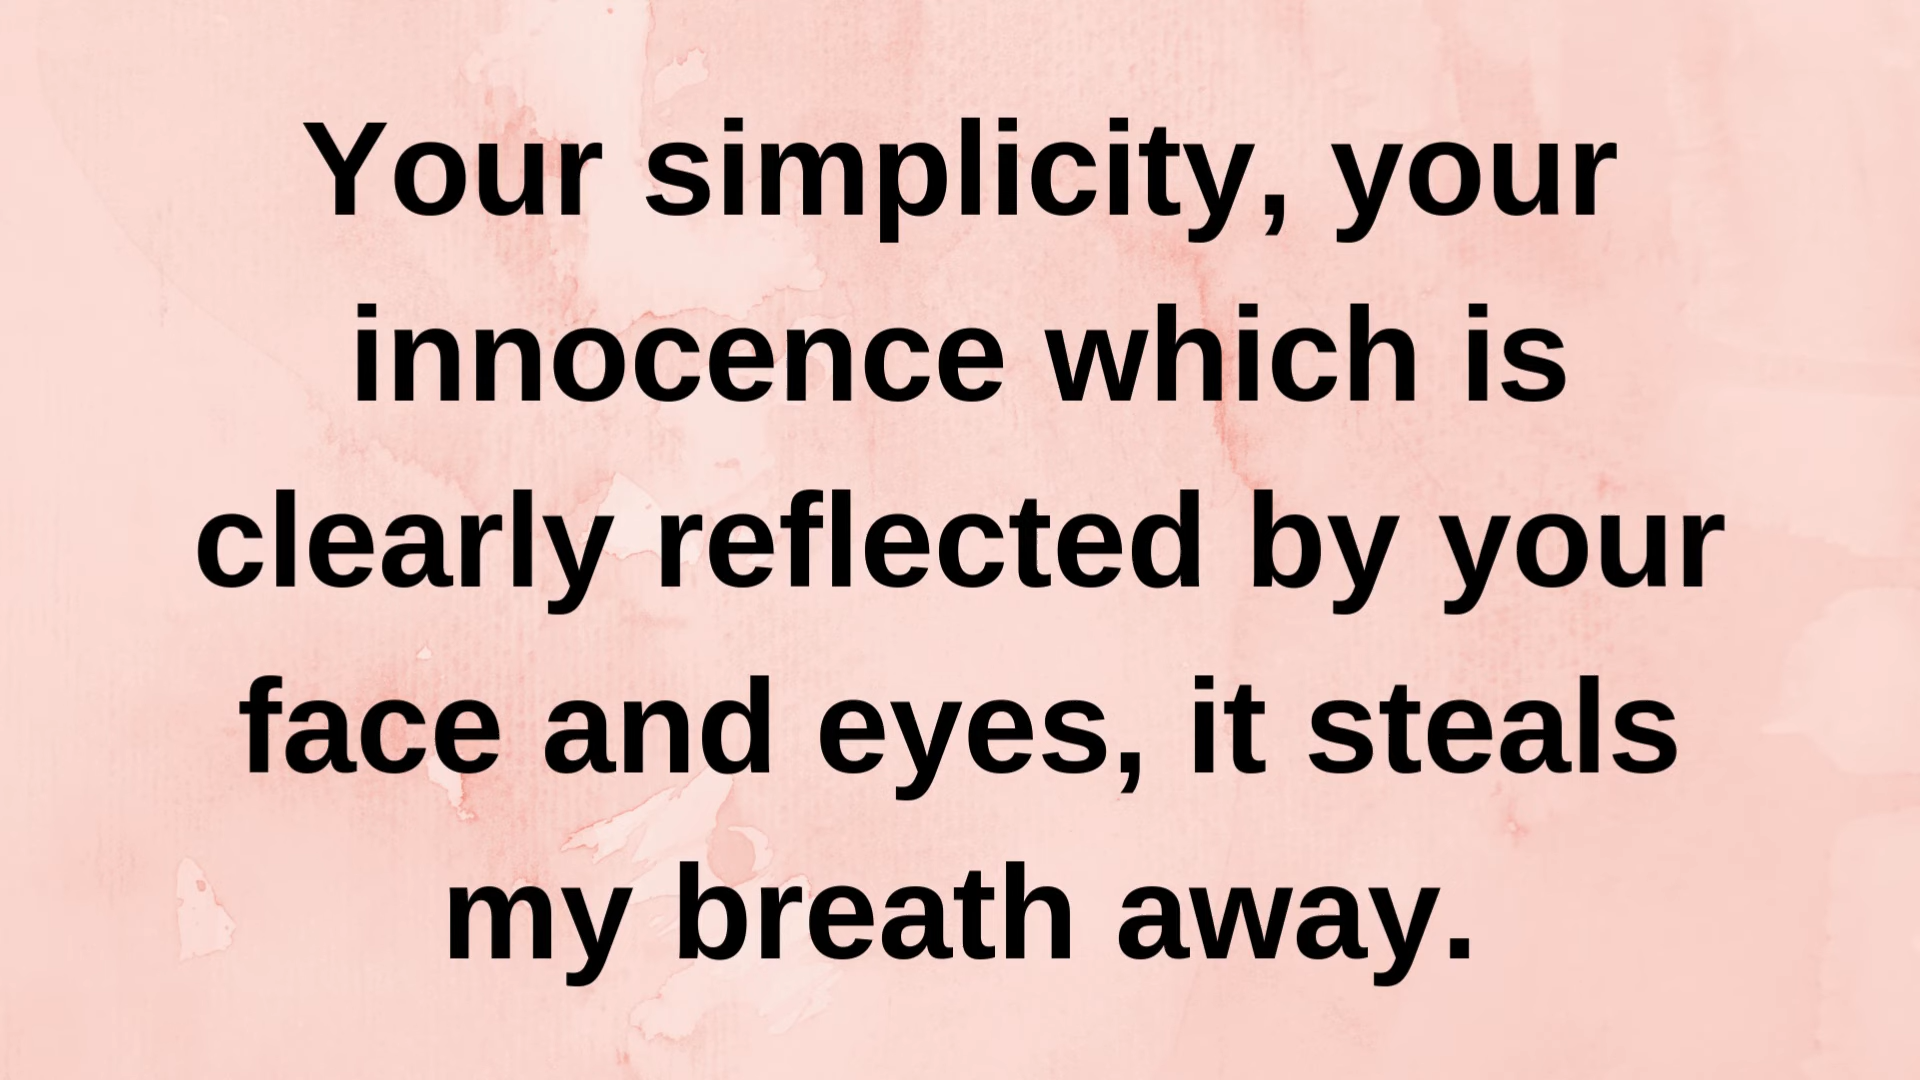 Your simplicity, your
innocence which is
clearly reflected by your
face and eyes, it steals
my breath away.